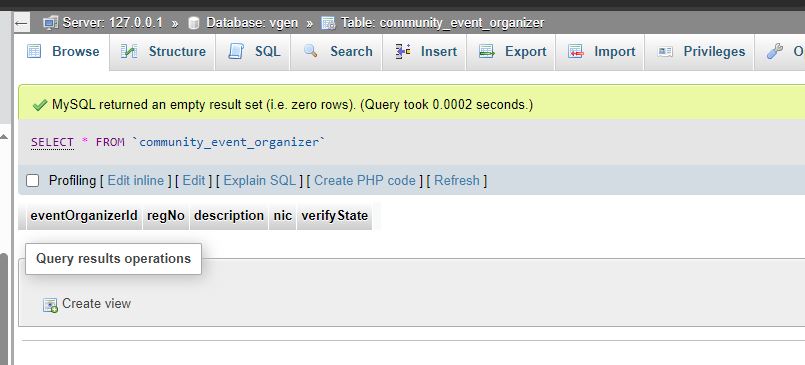 Server: 127.0.0.1 » Database: vgen » Table: community_event_organizer
Browse Structure SQL Search Insert Export Import Privileges
MySQL returned an empty result set (i.e. zero rows). (Query took 0.0002 seconds.)
SELECT * FROM `community_event_organizer`
Profiling [ Edit inline ] [ Edit ] [ Explain SQL ] [ Create PHP code ] [ Refresh ]
eventOrganizerId regNo description nic verifyState
Query results operations
Create view